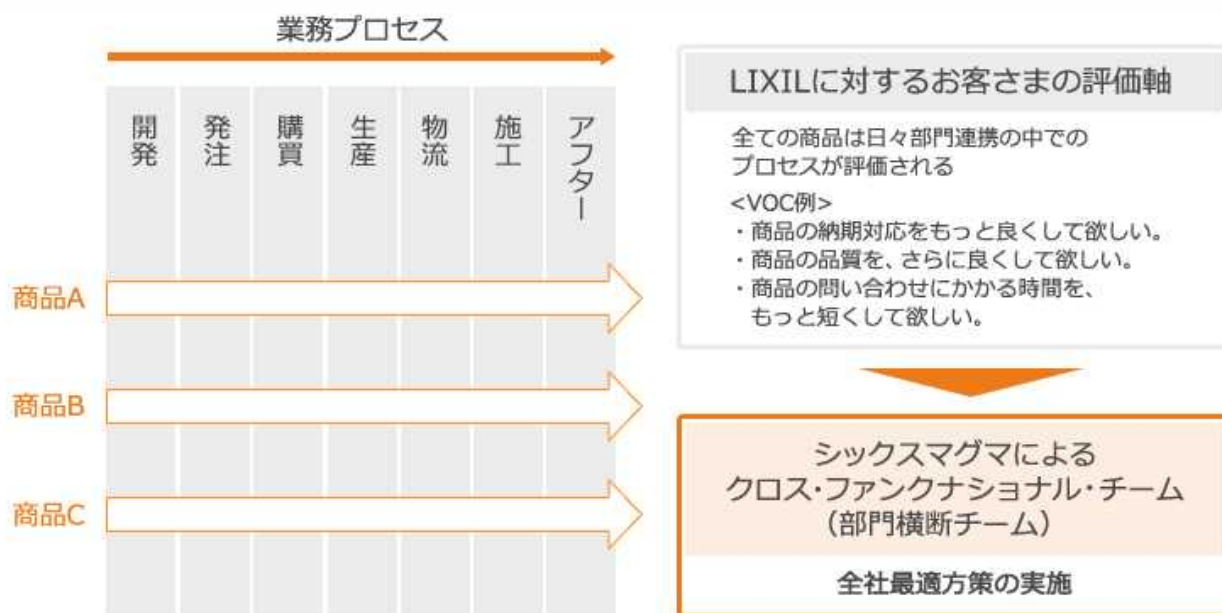 業務プロセス
開発
発注
購買
生産
物流
施工
アフター
商品A
商品B
商品C
LIXILに対するお客さまの評価軸
全ての商品は日々部門連携の中での
プロセスが評価される
<VOC例>
・商品の納期対応をもっと良くして欲しい。
・商品の品質を、さらに良くして欲しい。
・商品の問い合わせにかかる時間を、
もっと短くして欲しい。
シックスマグマによる
クロス・ファンクナショナル・チーム
（部門横断チーム）
全社最適方策の実施